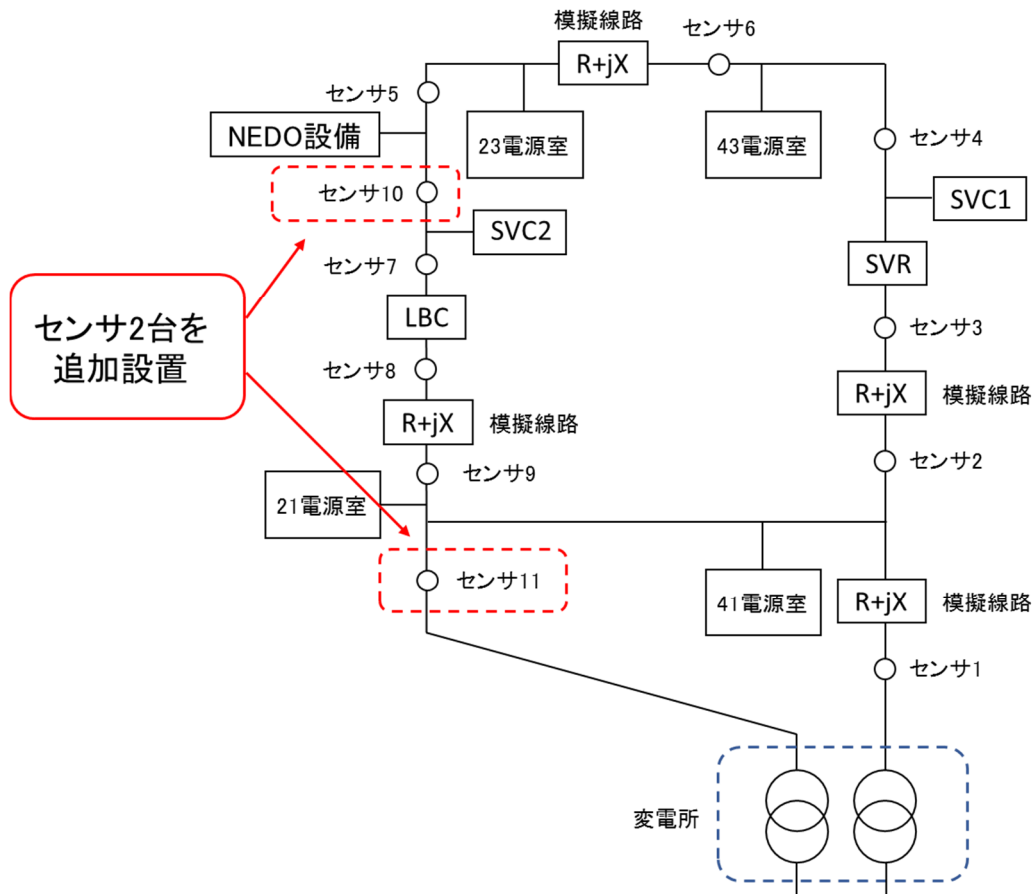 模擬線路
センサ6
R+jX
センサ5
NEDO設備
23電源室
43電源室
センサ4
センサ10
SVC1
SVC2
センサ7
SVR
センサ2台を
追加設置
LBC
センサ3
センサ8
R+jX
模擬線路
R+jX
模擬線路
センサ9
センサ2
21電源室
センサ11
41電源室
R+jX
模擬線路
センサ1
変電所